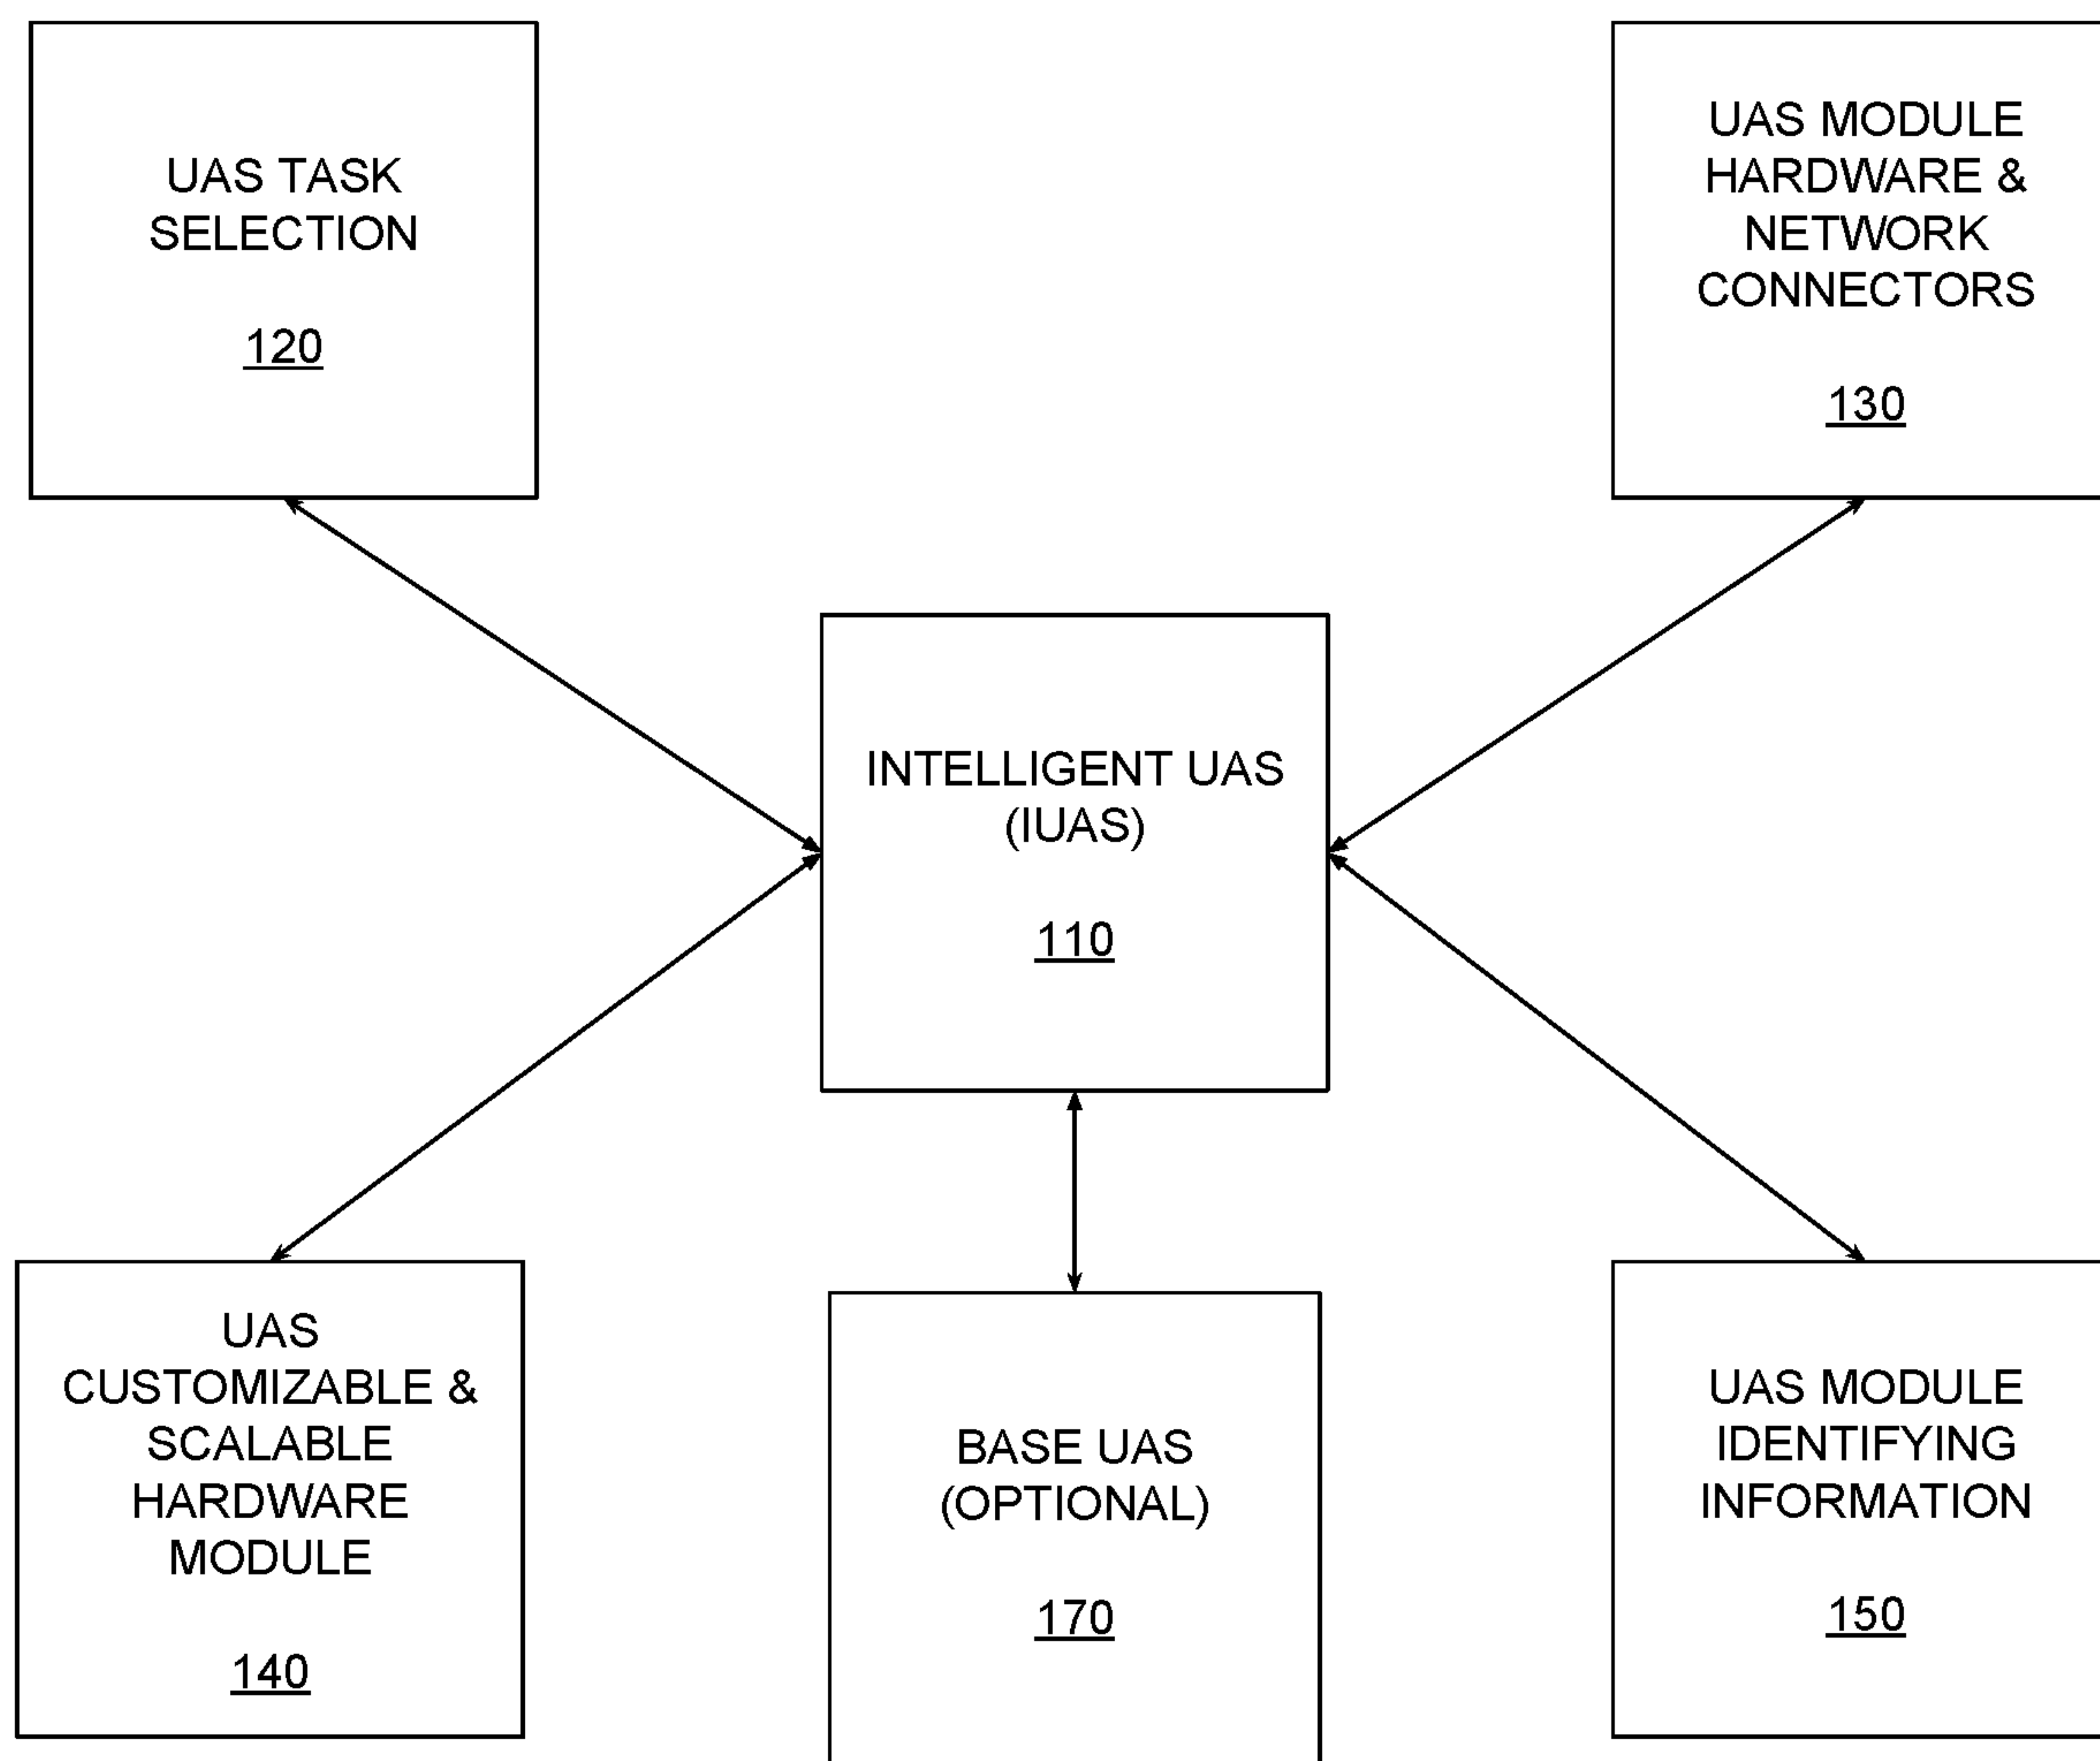 UAS TASK
SELECTION
120
UAS MODULE
HARDWARE &
NETWORK
CONNECTORS
130
INTELLIGENT UAS
(IUAS)
110
UAS
CUSTOMIZABLE &
SCALABLE
HARDWARE
MODULE
140
BASE UAS
(OPTIONAL)
170
UAS MODULE
IDENTIFYING
INFORMATION
150